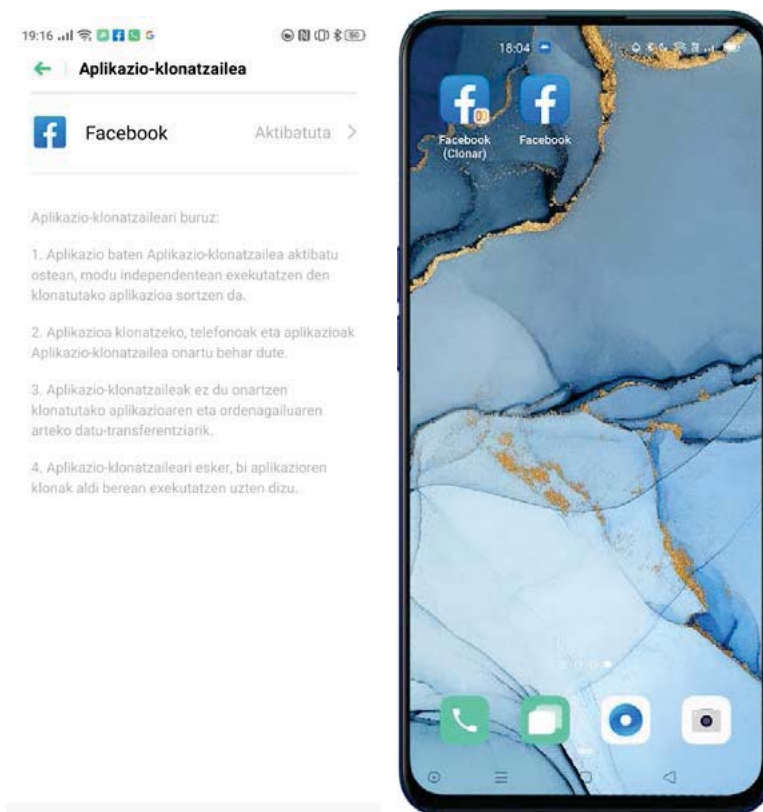 19:16
Aplikazio-klonatzailea
Facebook
Aktibatuta
Aplikazio-klonatzaileari buruz:
1. Aplikazio baten Aplikazio-klonatzailea aktibatu
ostean, modu independentean exekutatzen den
klonatutako aplikazioa sortzen da.
2. Aplikazioa klonatzeko, telefonoak eta aplikazioak
Aplikazio-klonatzailea onartu behar dute.
3. Aplikazio-klonatzaileak ez du onartzen
klonatutako aplikazioaren eta ordenagailuaren
arteko datu-transferentziarik.
4. Aplikazio-klonatzaileari esker, bi aplikazioren
klonak aldi berean exekutatzen uzten dizu.
18:04
Facebook
(Clonar)
Facebook